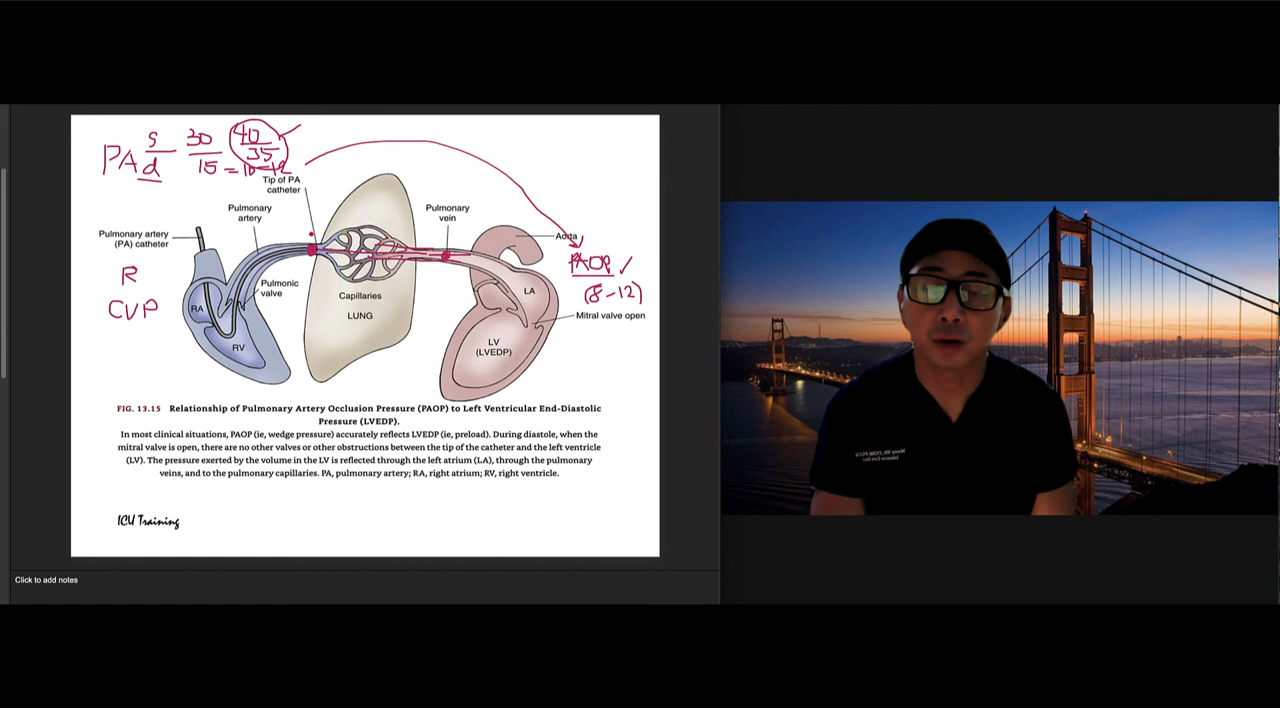 PA s/d 30/15 = 10-12 40/35
Tip of PA
catheter
Pulmonary
artery
Pulmonary
vein
Pulmonary artery
(PA) catheter
Aorta
R
CVP
PAOP ✓
(8-12)
Pulmonic
valve
Capillaries
LUNG
RA
RV
LA
Mitral valve open
LV
(LVEDP)
FIG. 13.15 Relationship of Pulmonary Artery Occlusion Pressure (PAOP) to Left Ventricular End-Diastolic
Pressure (LVEDP).
In most clinical situations, PAOP (ie, wedge pressure) accurately reflects LVEDP (ie, preload). During diastole, when the
mitral valve is open, there are no other valves or other obstructions between the tip of the catheter and the left ventricle
(LV). The pressure exerted by the volume in the LV is reflected through the left atrium (LA), through the pulmonary
veins, and to the pulmonary capillaries. PA, pulmonary artery; RA, right atrium; RV, right ventricle.
ICU Training
Click to add notes